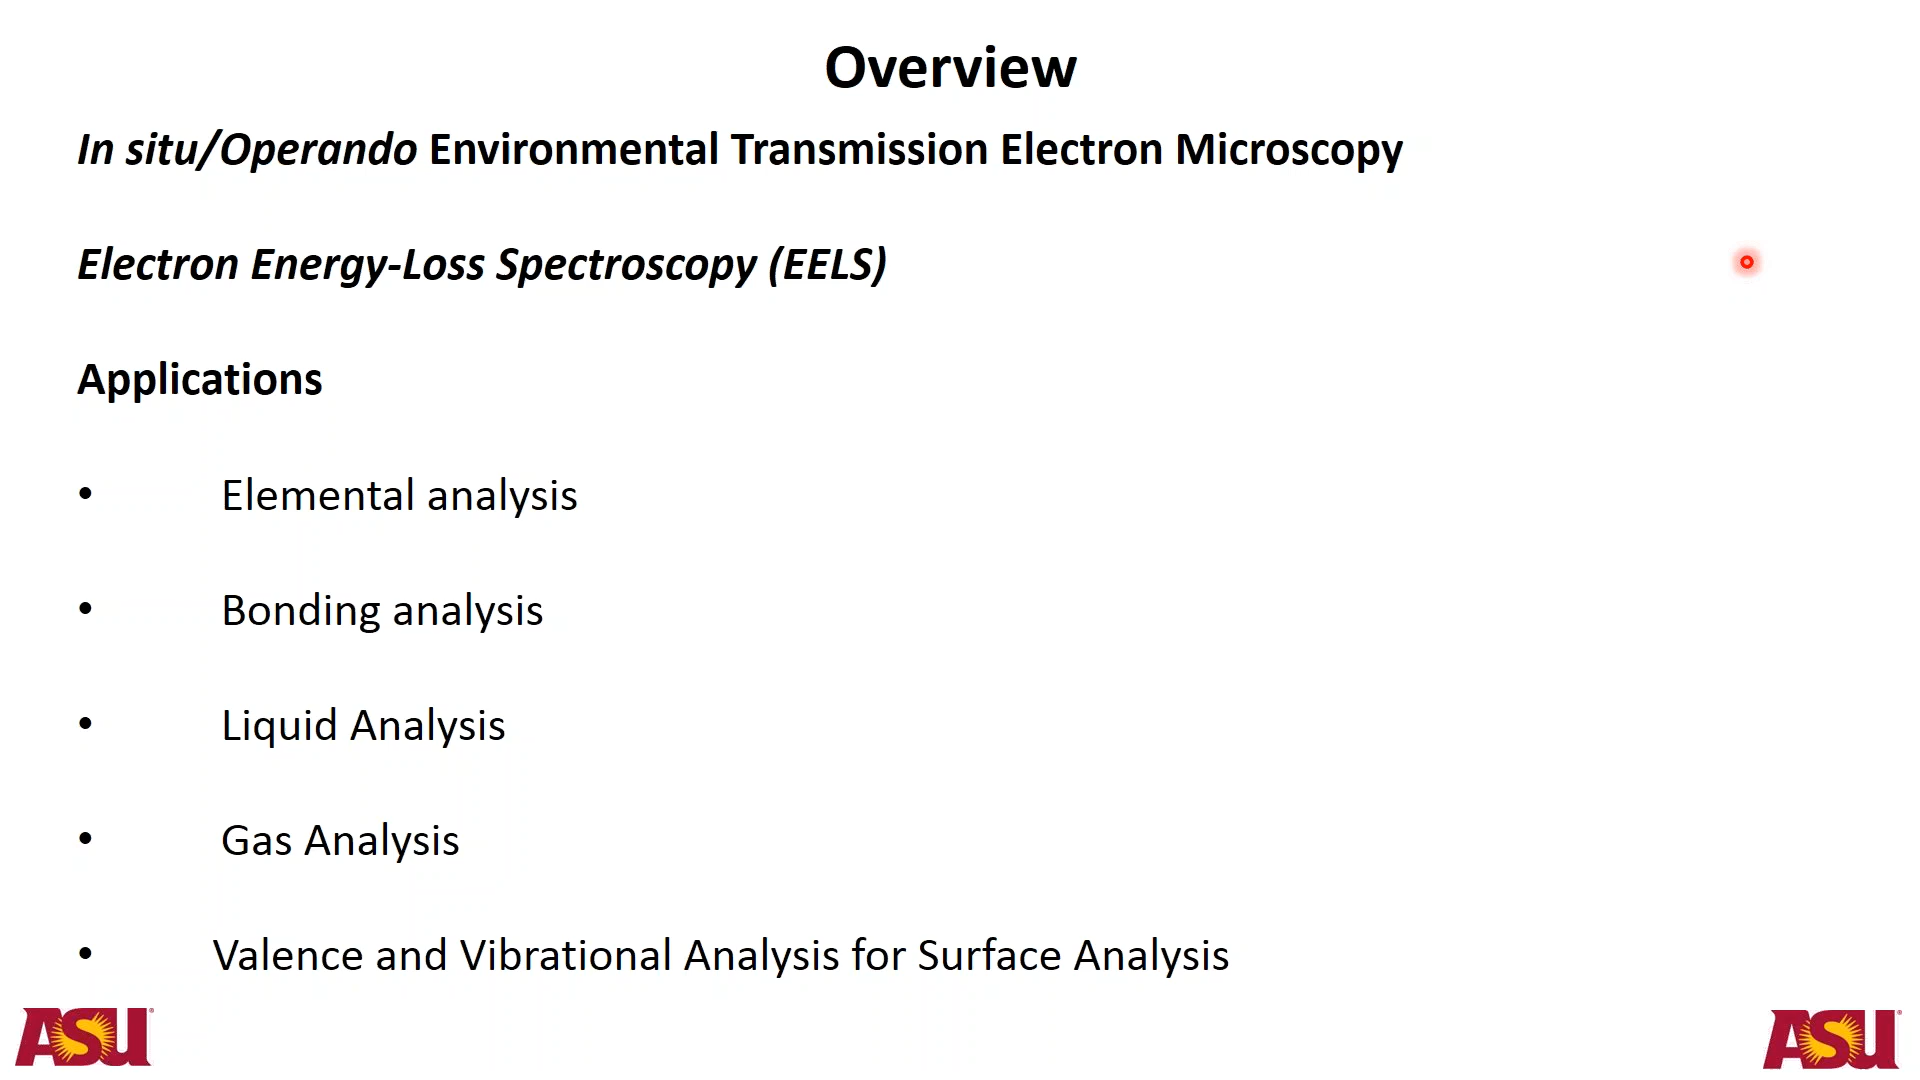 Overview
In situ/Operando Environmental Transmission Electron Microscopy
Electron Energy-Loss Spectroscopy (EELS)
Applications
• Elemental analysis
• Bonding analysis
• Liquid Analysis
• Gas Analysis
• Valence and Vibrational Analysis for Surface Analysis
ASU ASU